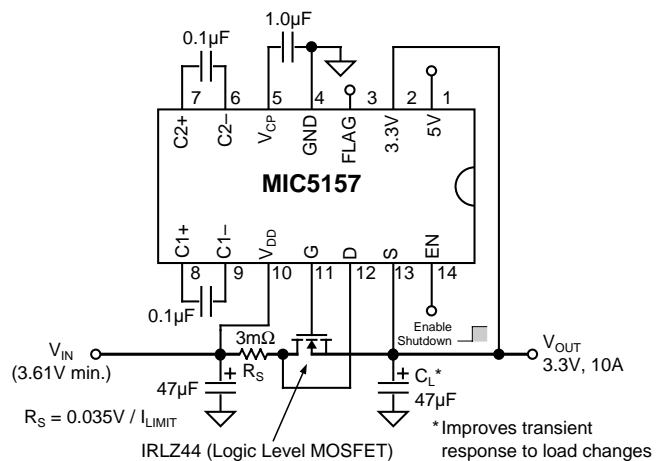 1.0µF
0.1µF
7 6 5 4 3 2 1
C2+ C2– VCP GND FLAG 3.3V 5V
MIC5157
C1+ C1– VDD G D S EN
8 9 10 11 12 13 14
0.1µF
Enable
Shutdown
VIN
(3.61V min.)
3mΩ
RS
VOUT
3.3V, 10A
47µF
+
+ CL*
47µF
RS = 0.035V / ILIMIT
IRLZ44 (Logic Level MOSFET)
* Improves transient
response to load changes